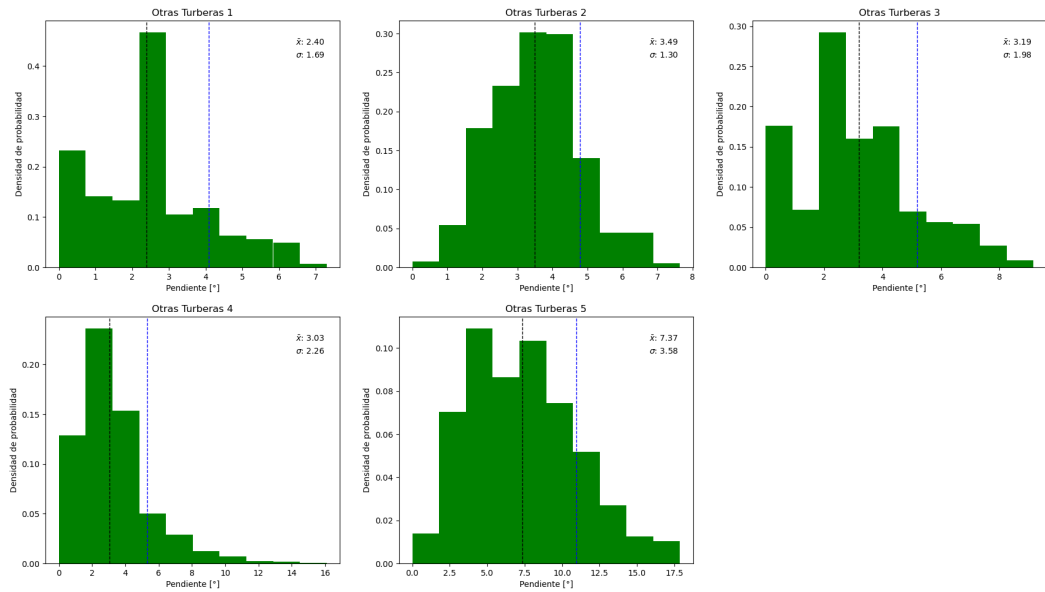 Otras Turberas 1
x̄: 2.40
σ: 1.69
Densidad de probabilidad
0.4
0.3
0.2
0.1
0.0
0 1 2 3 4 5 6 7
Pendiente [°]
Otras Turberas 2
x̄: 3.49
σ: 1.30
Densidad de probabilidad
0.30
0.25
0.20
0.15
0.10
0.05
0.00
0 1 2 3 4 5 6 7 8
Pendiente [°]
Otras Turberas 3
x̄: 3.19
σ: 1.98
Densidad de probabilidad
0.30
0.25
0.20
0.15
0.10
0.05
0.00
0 2 4 6 8
Pendiente [°]
Otras Turberas 4
x̄: 3.03
σ: 2.26
Densidad de probabilidad
0.20
0.15
0.10
0.05
0.00
0 2 4 6 8 10 12 14 16
Pendiente [°]
Otras Turberas 5
x̄: 7.37
σ: 3.58
Densidad de probabilidad
0.10
0.08
0.06
0.04
0.02
0.00
0.0 2.5 5.0 7.5 10.0 12.5 15.0 17.5
Pendiente [°]